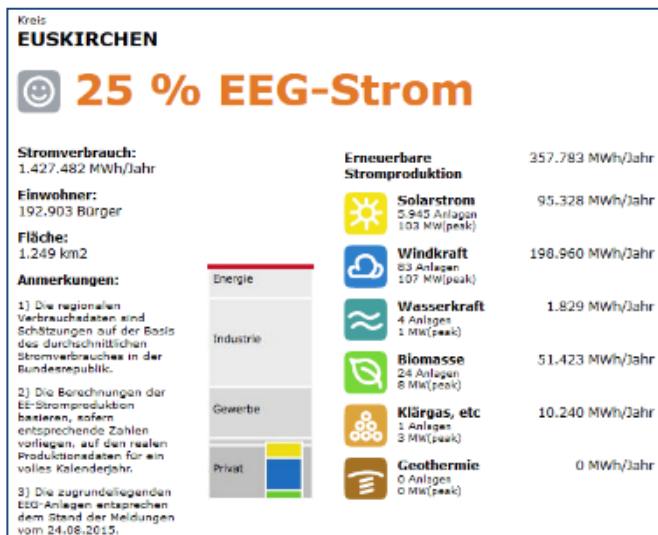 Kreis
EUSKIRCHEN
25 % EEG-Strom
Stromverbrauch:
1.427.482 MWh/Jahr
Einwohner:
192.903 Bürger
Fläche:
1.249 km2
Anmerkungen:
1) Die regionalen
Verbrauchsdaten sind
Schätzungen auf der Basis
des durchschnittlichen
Stromverbrauches in der
Bundesrepublik.
2) Die Berechnungen der
EE-Stromproduktion
basieren, sofern
entsprechende Zahlen
vorliegen, auf den realen
Produktionsdaten für ein
volles Kalenderjahr.
3) Die zugrundeliegenden
EEG-Anlagen entsprechen
dem Stand der Meldungen
vom 24.08.2015.
Energie
Industrie
Gewerbe
Privat
Erneuerbare
Stromproduktion
357.783 MWh/Jahr
Solarstrom
95.328 MWh/Jahr
5.945 Anlagen
103 MW(peak)
Windkraft
198.960 MWh/Jahr
83 Anlagen
107 MW(peak)
Wasserkraft
1.829 MWh/Jahr
4 Anlagen
1 MW(peak)
Biomasse
51.423 MWh/Jahr
24 Anlagen
8 MW(peak)
Klärgas, etc
10.240 MWh/Jahr
1 Anlagen
3 MW(peak)
Geothermie
0 MWh/Jahr
0 Anlagen
0 MW(peak)